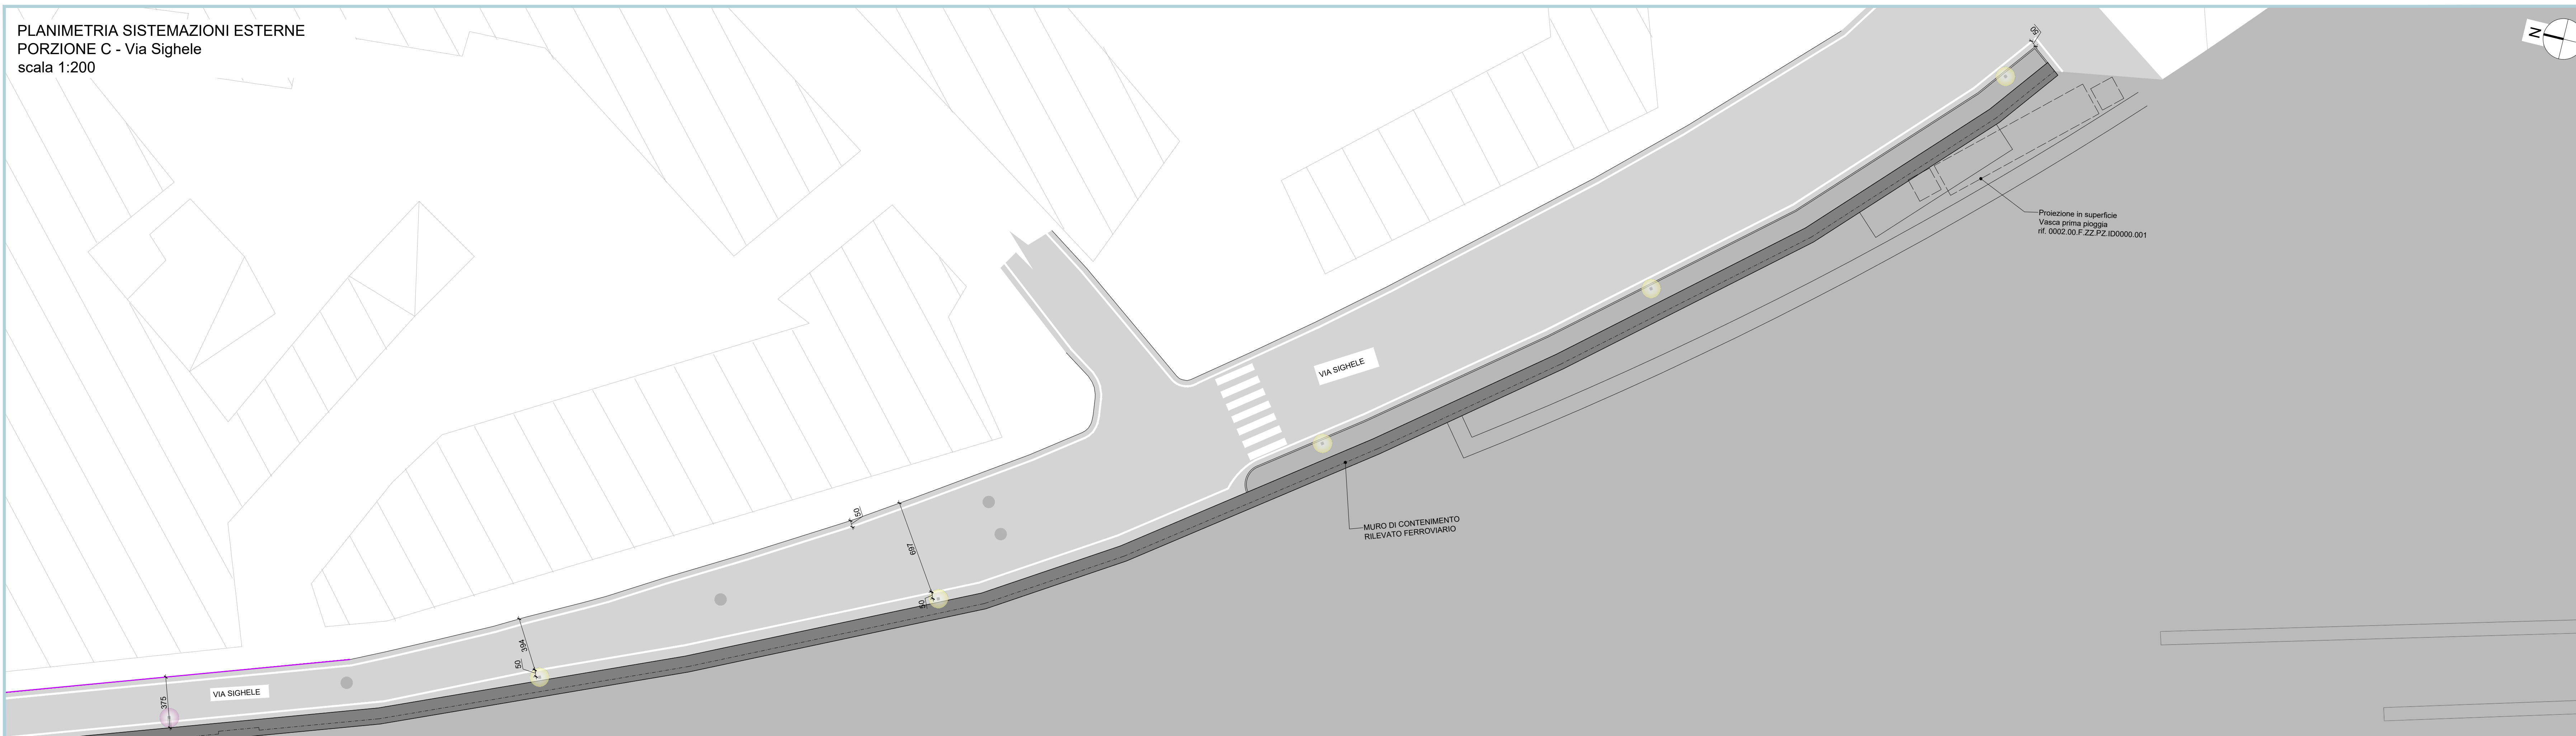 PLANIMETRIA SISTEMAZIONI ESTERNE
PORZIONE C - Via Sighele
scala 1:200
50
N
Proiezione in superficie
Vasca prima pioggia
rif. 0002.00.F.ZZ.PZ.ID0000.001
VIA SIGHELE
MURO DI CONTENIMENTO
RILEVATO FERROVIARIO
50
697
50
394
50
375
VIA SIGHELE